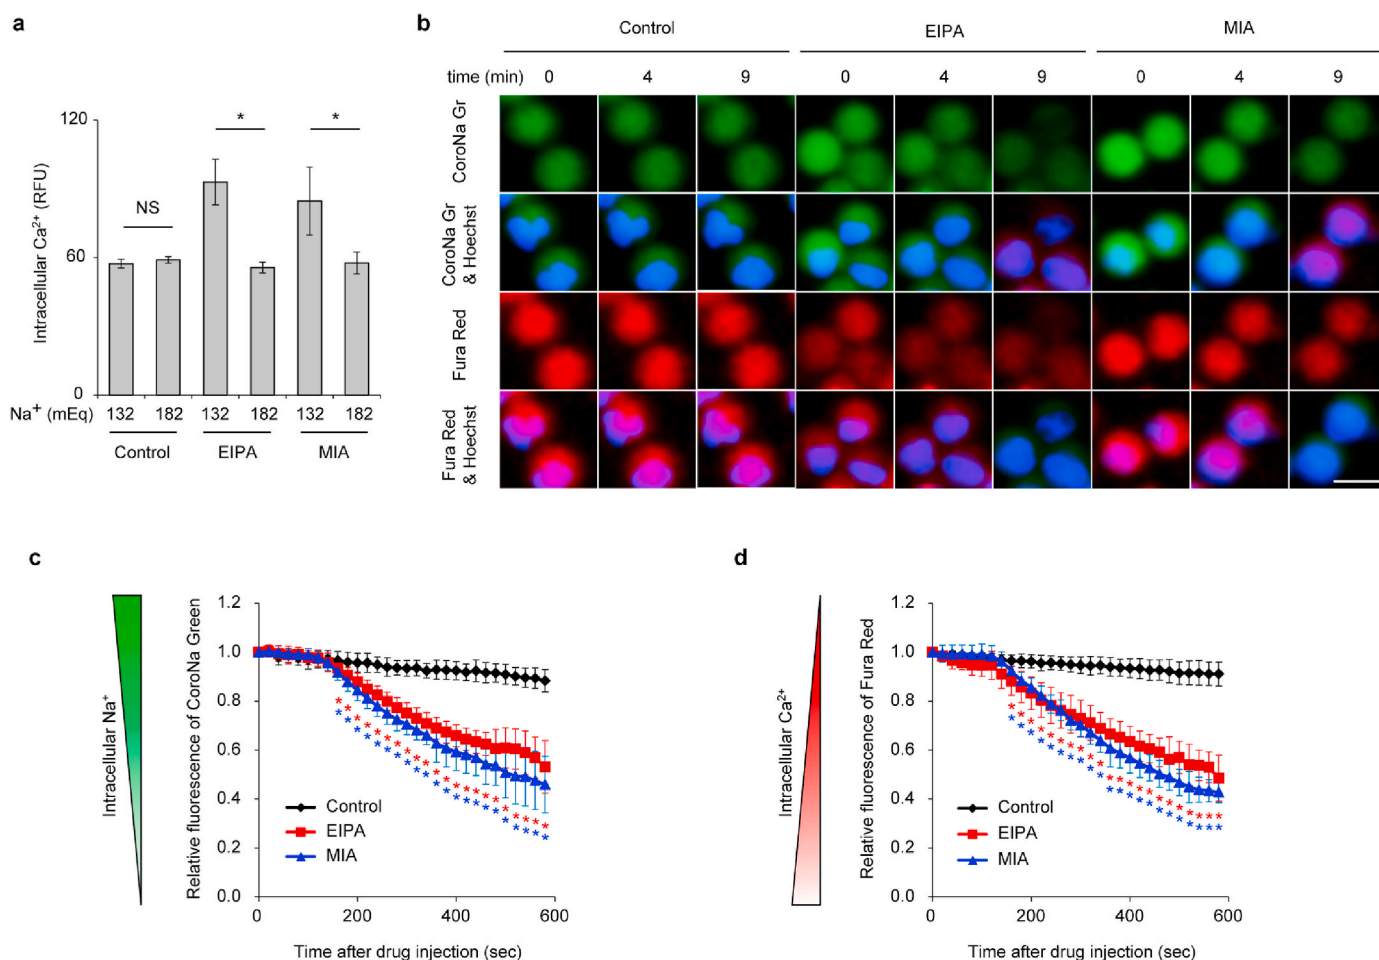 a
Intracellular Ca²⁺ (RFU)
120
60
0
NS
*
*
Na⁺ (mEq)
132 182 132 182 132 182
Control EIPA MIA
b
Control EIPA MIA
time (min) 0 4 9 0 4 9 0 4 9
CoroNa Gr
CoroNa Gr
& Hoechst
Fura Red
Fura Red
& Hoechst
c
Intracellular Na⁺
Relative fluorescence of CoroNa Green
1.2
1.0
0.8
0.6
0.4
0.2
0.0
Control
EIPA
MIA
0 200 400 600
Time after drug injection (sec)
d
Intracellular Ca²⁺
Relative fluorescence of Fura Red
1.2
1.0
0.8
0.6
0.4
0.2
0.0
Control
EIPA
MIA
0 200 400 600
Time after drug injection (sec)